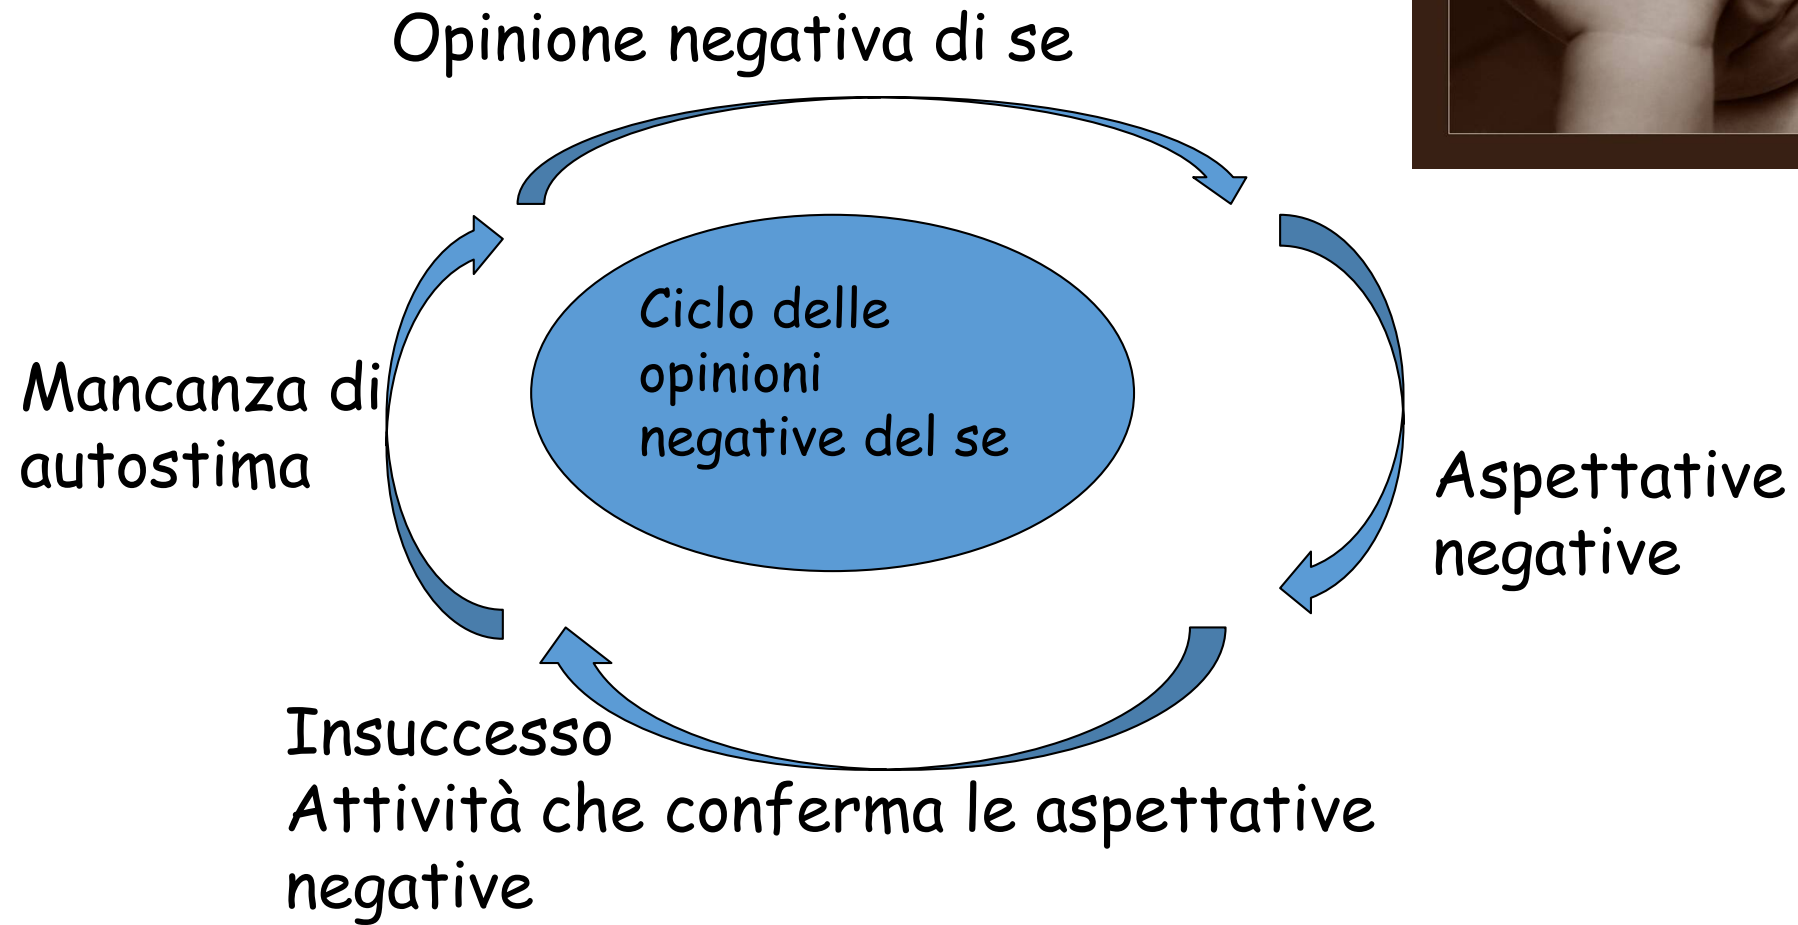 Opinione negativa di se
Ciclo delle
opinioni
negative del se
Mancanza di
autostima
Aspettative
negative
Insuccesso
Attività che conferma le aspettative
negative